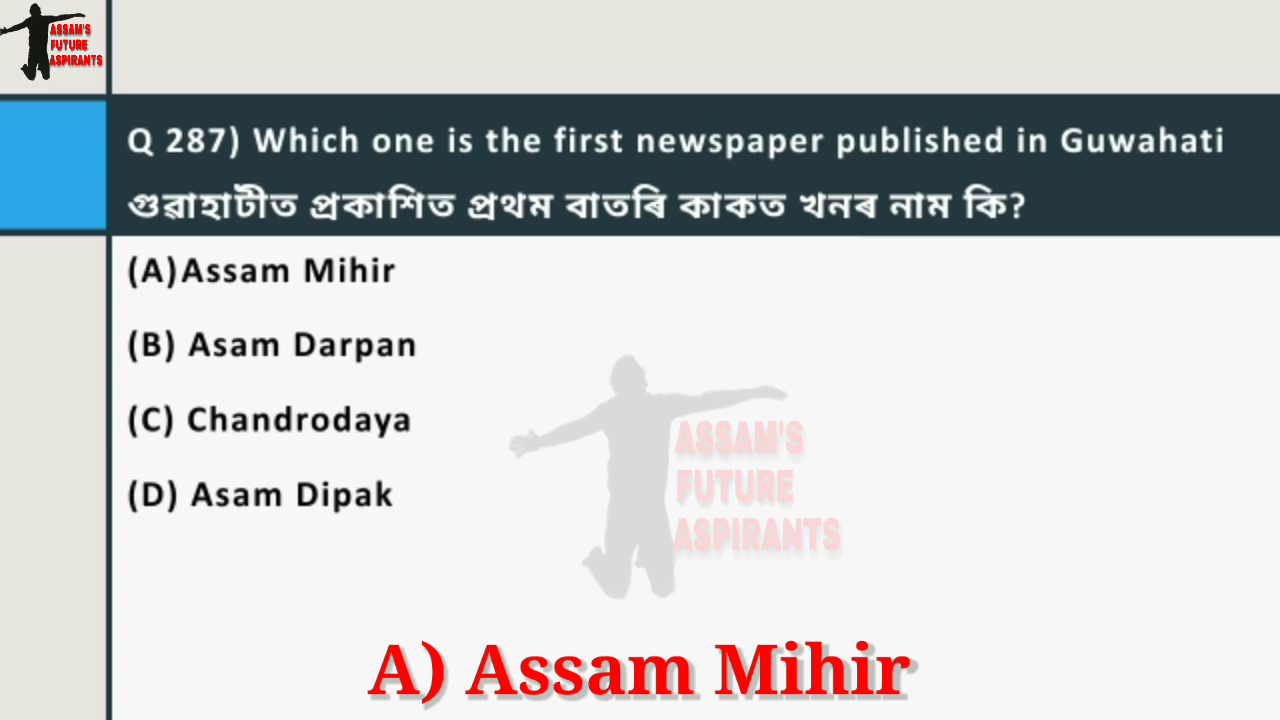 ASSAM'S
FUTURE
ASPIRANTS
Q 287) Which one is the first newspaper published in Guwahati
গুৱাহাটীত প্ৰকাশিত প্ৰথম বাতৰি কাকত খনৰ নাম কি?
(A)Assam Mihir
(B) Asam Darpan
(C) Chandrodaya
(D) Asam Dipak
ASSAM'S
FUTURE
ASPIRANTS
A) Assam Mihir